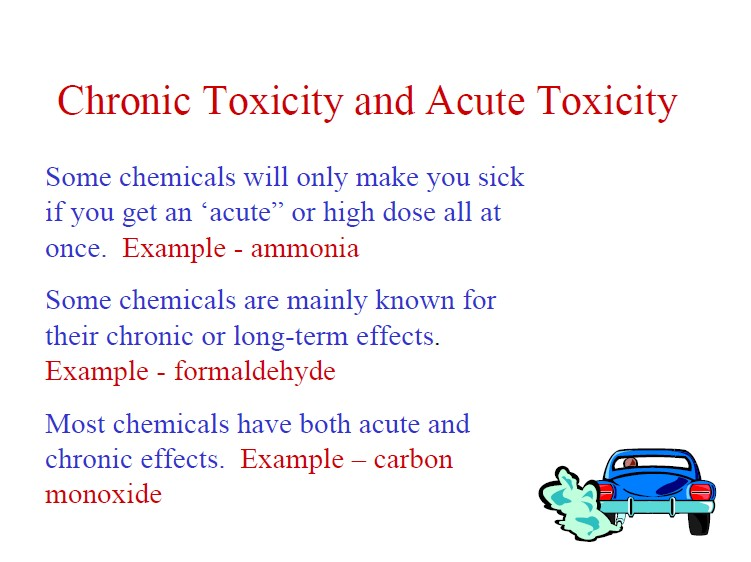 Chronic Toxicity and Acute Toxicity
Some chemicals will only make you sick
if you get an ‘acute” or high dose all at
once.  Example - ammonia
Some chemicals are mainly known for
their chronic or long-term effects.
Example - formaldehyde
Most chemicals have both acute and
chronic effects.  Example – carbon
monoxide